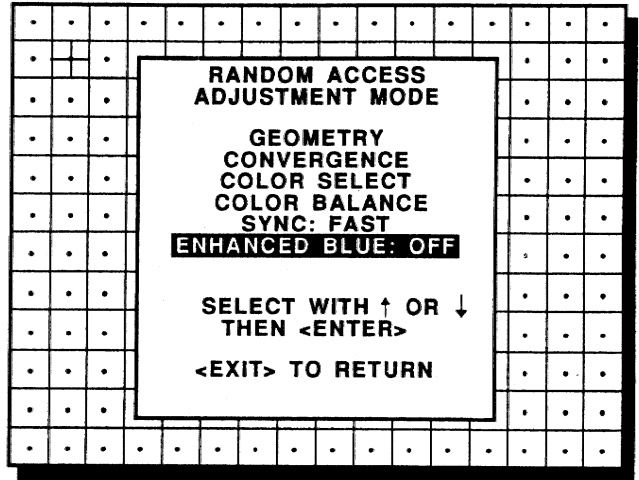 RANDOM ACCESS
ADJUSTMENT MODE
GEOMETRY
CONVERGENCE
COLOR SELECT
COLOR BALANCE
SYNC: FAST
ENHANCED BLUE: OFF
SELECT WITH ↑ OR ↓
THEN <ENTER>
<EXIT> TO RETURN